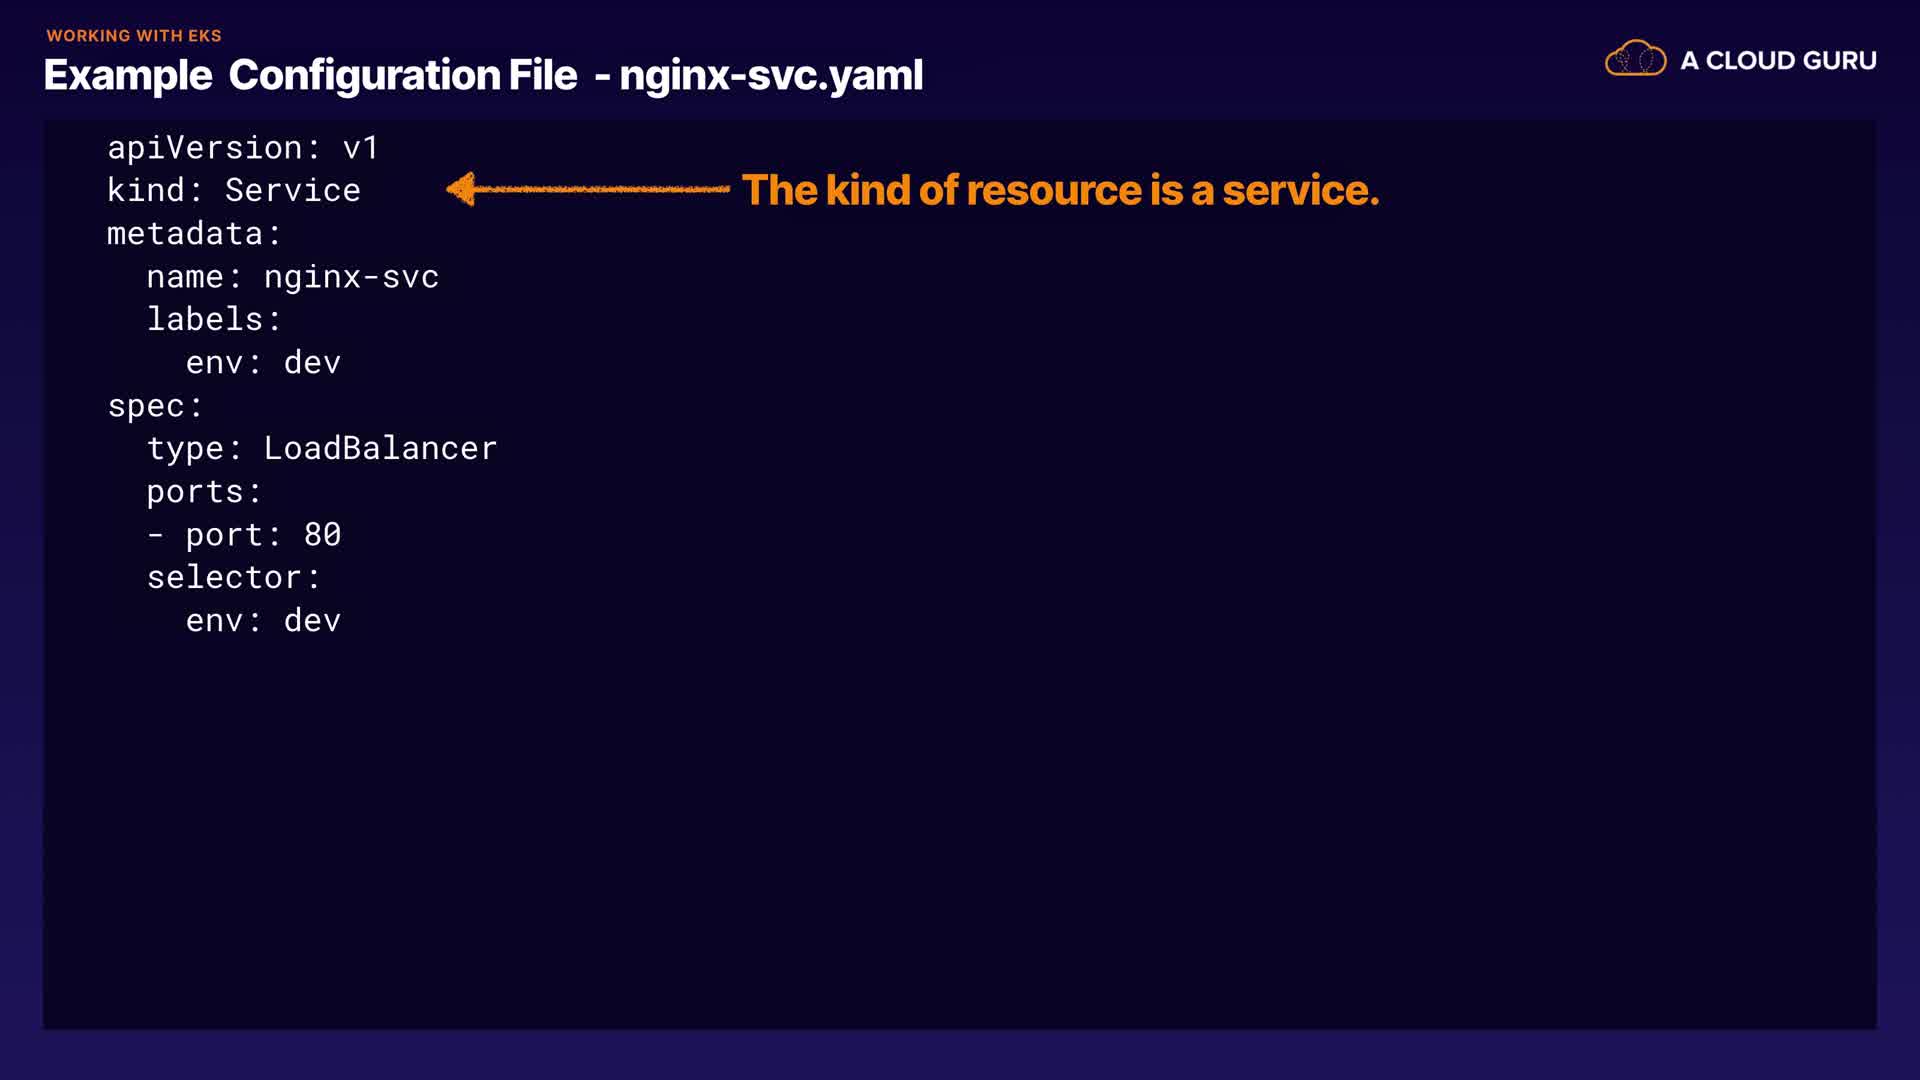 WORKING WITH EKS
Example Configuration File - nginx-svc.yaml
A CLOUD GURU
apiVersion: v1
kind: Service
The kind of resource is a service.
metadata:
  name: nginx-svc
  labels:
    env: dev
spec:
  type: LoadBalancer
  ports:
  - port: 80
  selector:
    env: dev